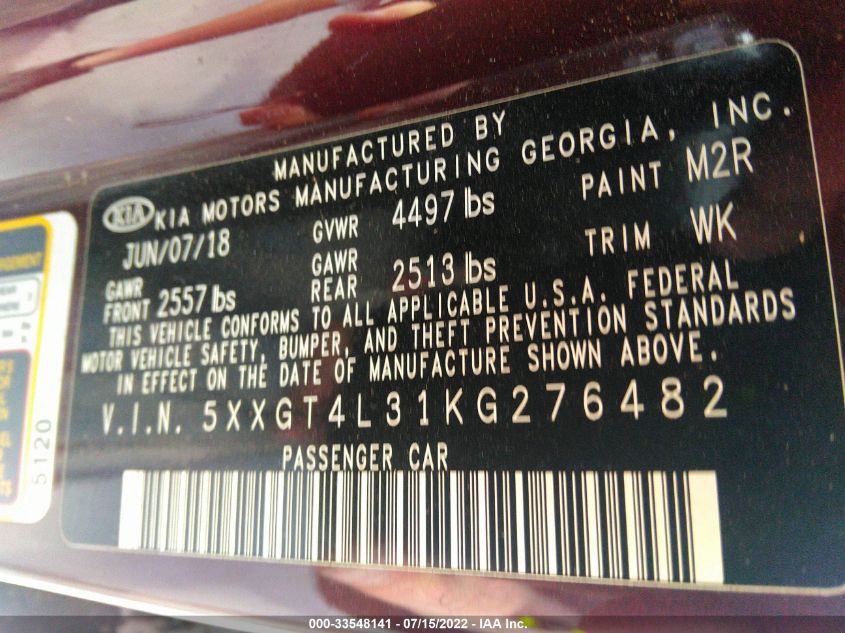 MANUFACTURED BY
KIA KIA MOTORS MANUFACTURING GEORGIA, INC.
JUN/07/18 GVWR 4497 lbs PAINT M2R
GAWR FRONT 2557 lbs GAWR REAR 2513 lbs TRIM WK
THIS VEHICLE CONFORMS TO ALL APPLICABLE U.S.A. FEDERAL
MOTOR VEHICLE SAFETY, BUMPER, AND THEFT PREVENTION STANDARDS
IN EFFECT ON THE DATE OF MANUFACTURE SHOWN ABOVE.
V.I.N. 5XXGT4L31KG276482
PASSENGER CAR
5120
000-33548141 - 07/15/2022 - IAA Inc.